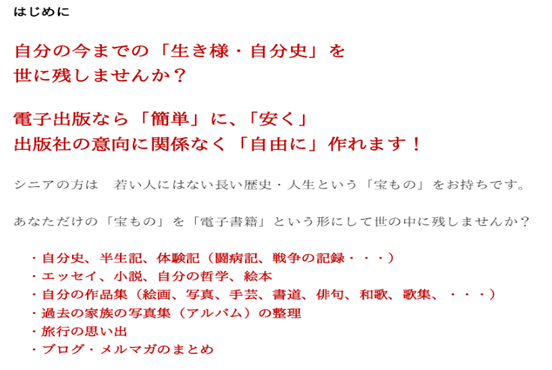 はじめに
自分の今までの「生き様・自分史」を
世に残しませんか？
電子出版なら「簡単」に、「安く」
出版社の意向に関係なく「自由に」作れます！
シニアの方は　若い人にはない長い歴史・人生という「宝もの」をお持ちです。
あなただけの「宝もの」を「電子書籍」という形にして世の中に残しませんか？
・自分史、半生記、体験記（闘病記、戦争の記録・・・）
・エッセイ、小説、自分の哲学、絵本
・自分の作品集（絵画、写真、手芸、書道、俳句、和歌、歌集、・・・）
・過去の家族の写真集（アルバム）の整理
・旅行の思い出
・ブログ・メルマガのまとめ